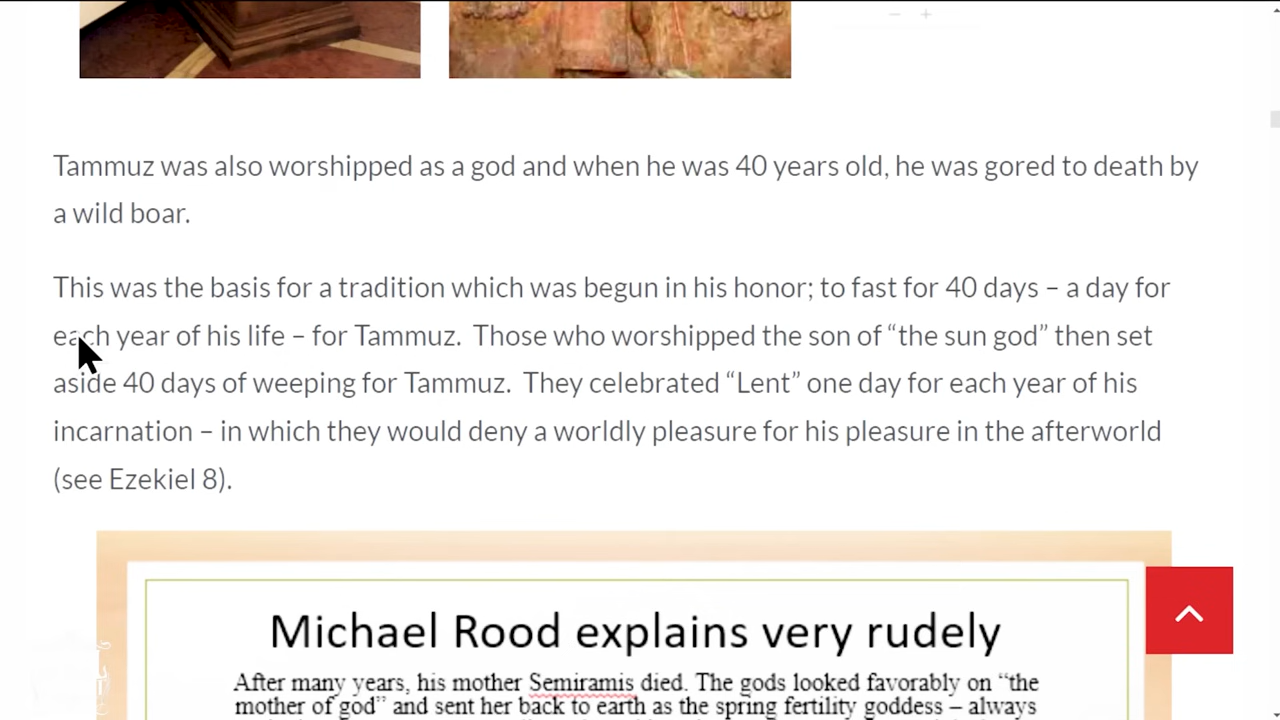 Tammuz was also worshipped as a god and when he was 40 years old, he was gored to death by
a wild boar.
This was the basis for a tradition which was begun in his honor; to fast for 40 days – a day for
each year of his life – for Tammuz.  Those who worshipped the son of “the sun god” then set
aside 40 days of weeping for Tammuz.  They celebrated “Lent” one day for each year of his
incarnation – in which they would deny a worldly pleasure for his pleasure in the afterworld
(see Ezekiel 8).
Michael Rood explains very rudely
After many years, his mother Semiramis died. The gods looked favorably on “the
mother of god” and sent her back to earth as the spring fertility goddess – always